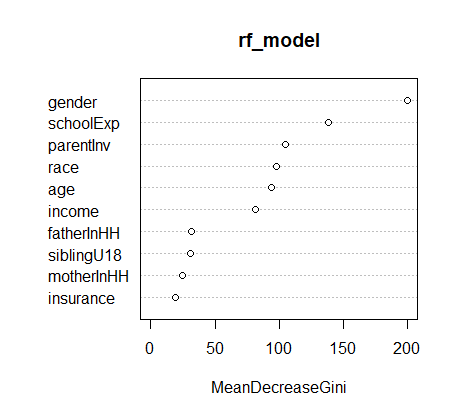 rf_model
gender
schoolExp
parentInv
race
age
income
fatherInHH
siblingU18
motherInHH
insurance
0 50 100 150 200
MeanDecreaseGini